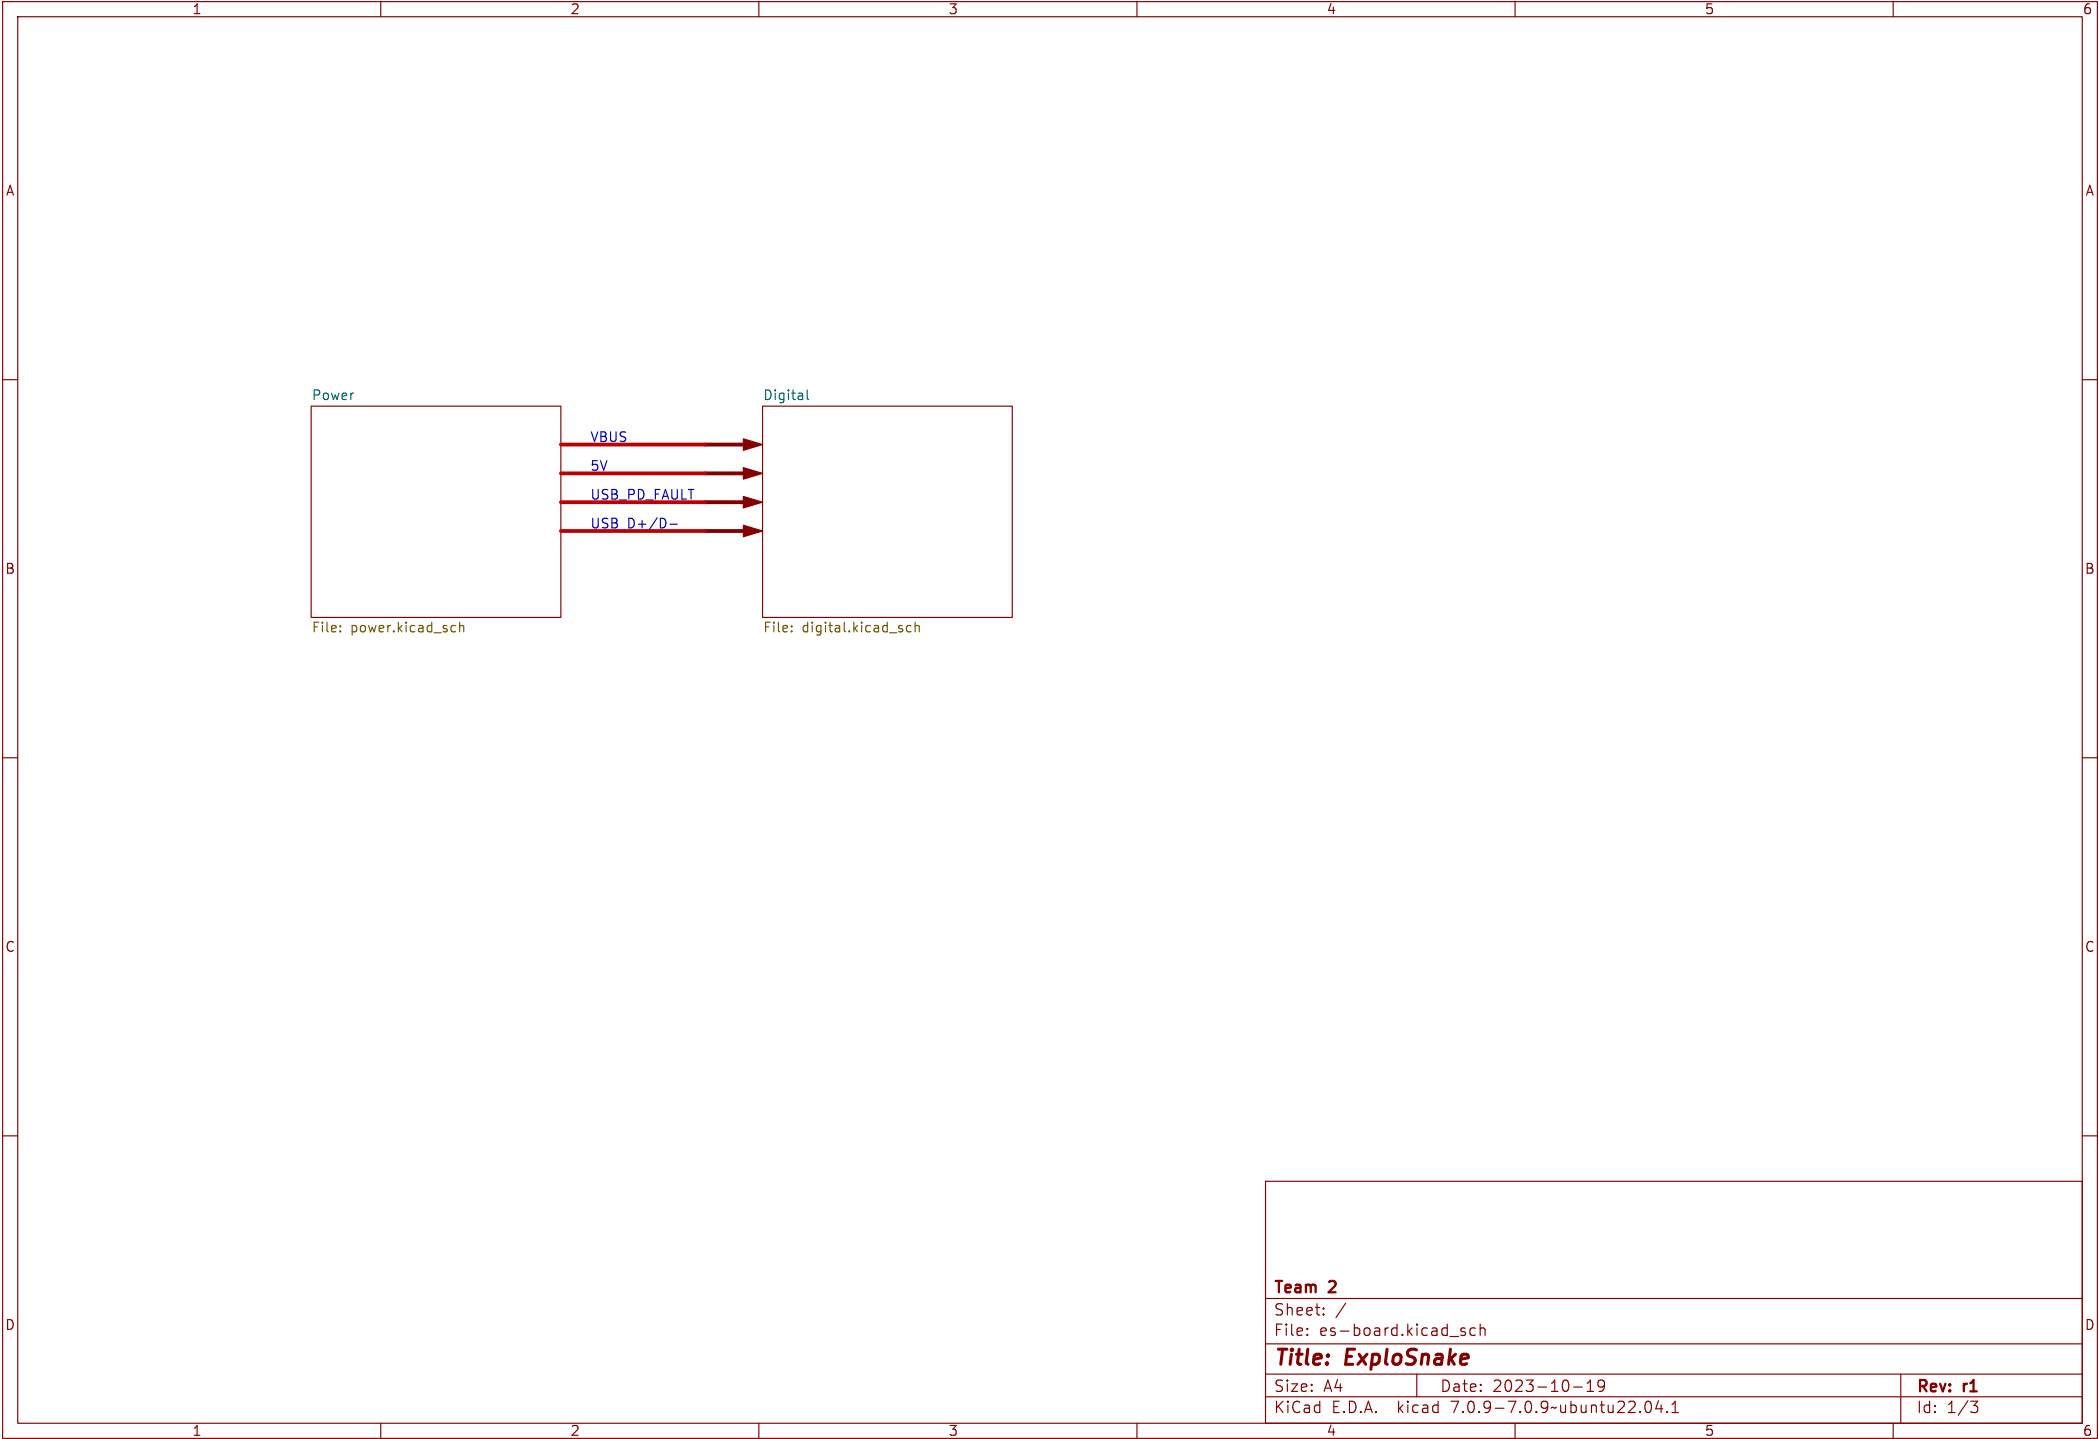 1 2 3 4 5 6
A A
Power Digital
VBUS
5V
USB_PD_FAULT
USB D+/D-
B B
File: power.kicad_sch File: digital.kicad_sch
C C
Team 2
Sheet: /
D D
File: es-board.kicad_sch
Title: ExploSnake
Size: A4 Date: 2023-10-19 Rev: r1
KiCad E.D.A. kicad 7.0.9-7.0.9~ubuntu22.04.1 Id: 1/3
1 2 3 4 5 6